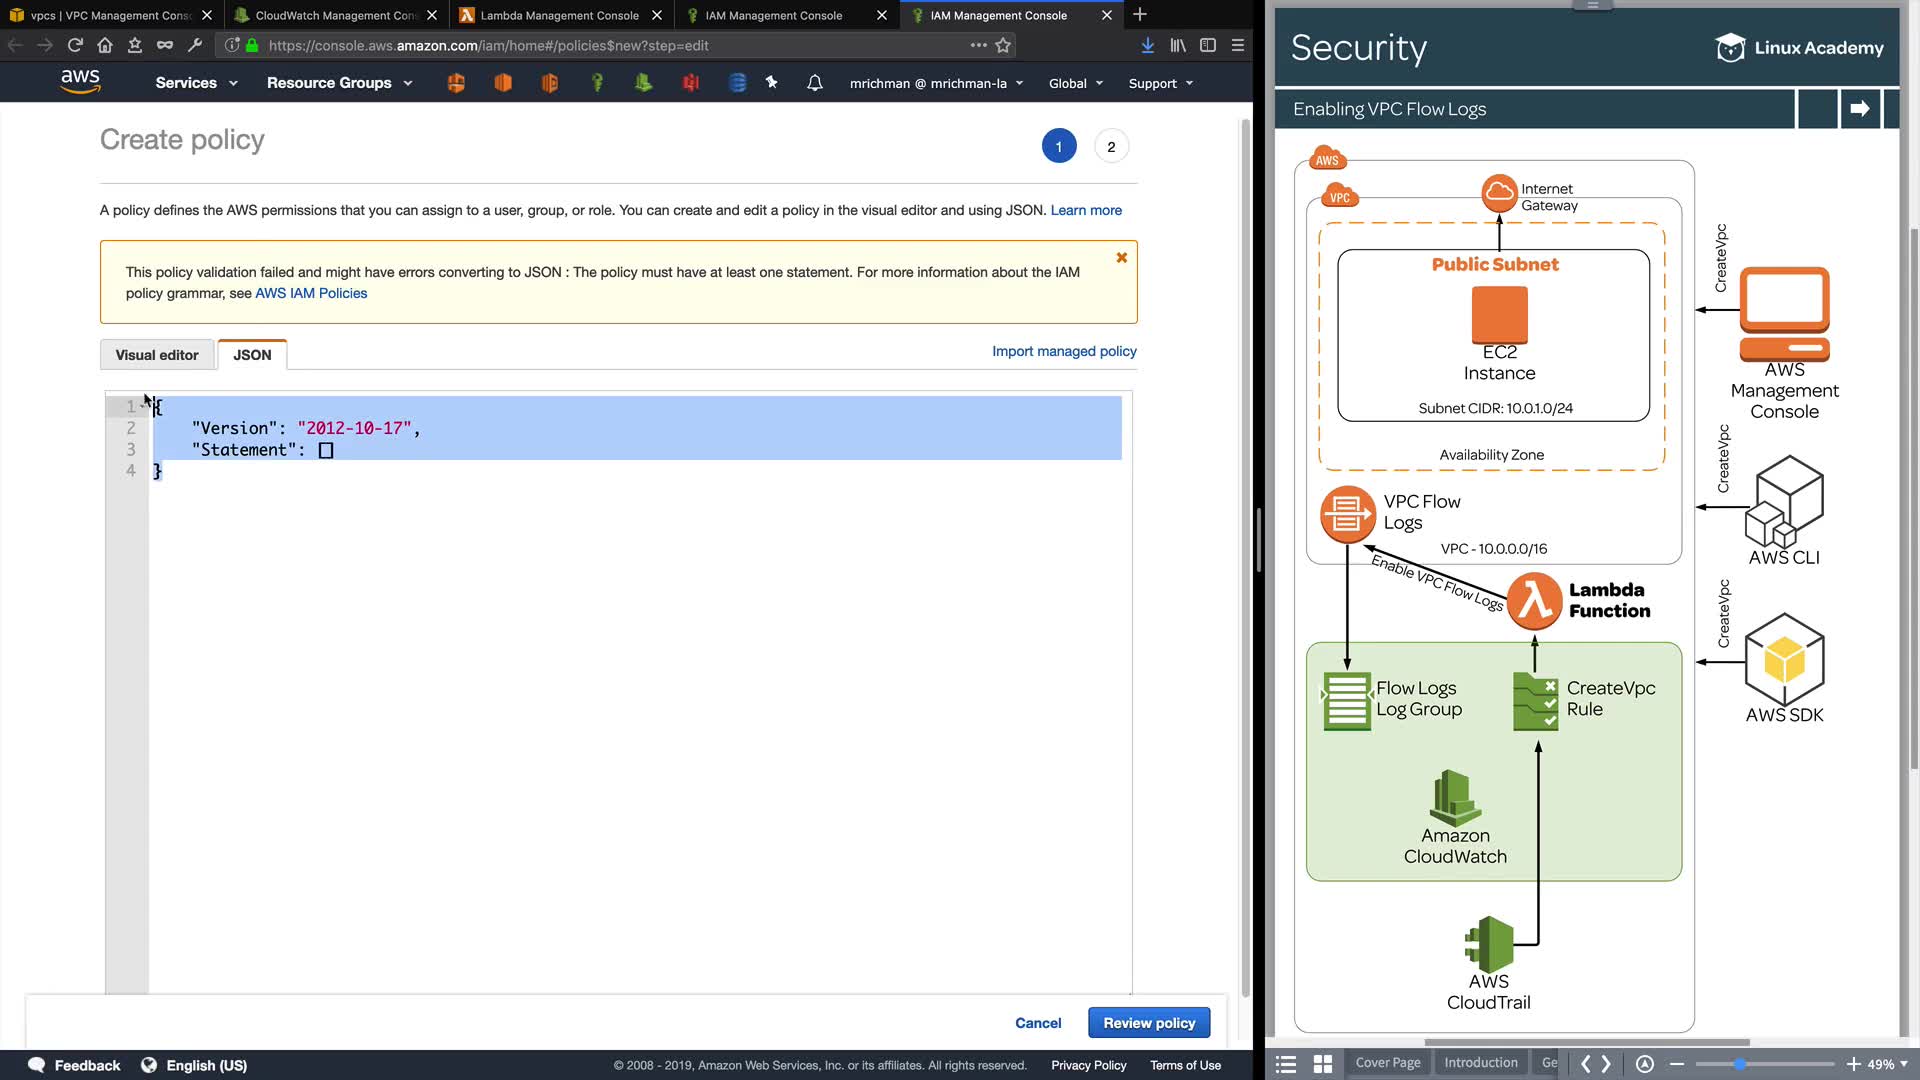 vpcs | VPC Management Cons
CloudWatch Management Con
Lambda Management Console
IAM Management Console
IAM Management Console
https://console.aws.amazon.com/iam/home#/policies$new?step=edit
aws
Services
Resource Groups
mrichman @ mrichman-la
Global
Support
Create policy
1
2
A policy defines the AWS permissions that you can assign to a user, group, or role. You can create and edit a policy in the visual editor and using JSON. Learn more
This policy validation failed and might have errors converting to JSON : The policy must have at least one statement. For more information about the IAM
policy grammar, see AWS IAM Policies
Visual editor
JSON
Import managed policy
1 {
2 "Version": "2012-10-17",
3 "Statement": []
4 }
Cancel
Review policy
Feedback
English (US)
© 2008 - 2019, Amazon Web Services, Inc. or its affiliates. All rights reserved.
Privacy Policy
Terms of Use
Security
Linux Academy
Enabling VPC Flow Logs
AWS
VPC
Internet
Gateway
Public Subnet
EC2
Instance
Subnet CIDR: 10.0.1.0/24
Availability Zone
VPC Flow
Logs
VPC - 10.0.0.0/16
Enable VPC Flow Logs
Lambda
Function
Flow Logs
Log Group
CreateVpc
Rule
Amazon
CloudWatch
AWS
CloudTrail
CreateVpc
AWS
Management
Console
CreateVpc
AWS CLI
CreateVpc
AWS SDK
Cover Page
Introduction
Ge
49%